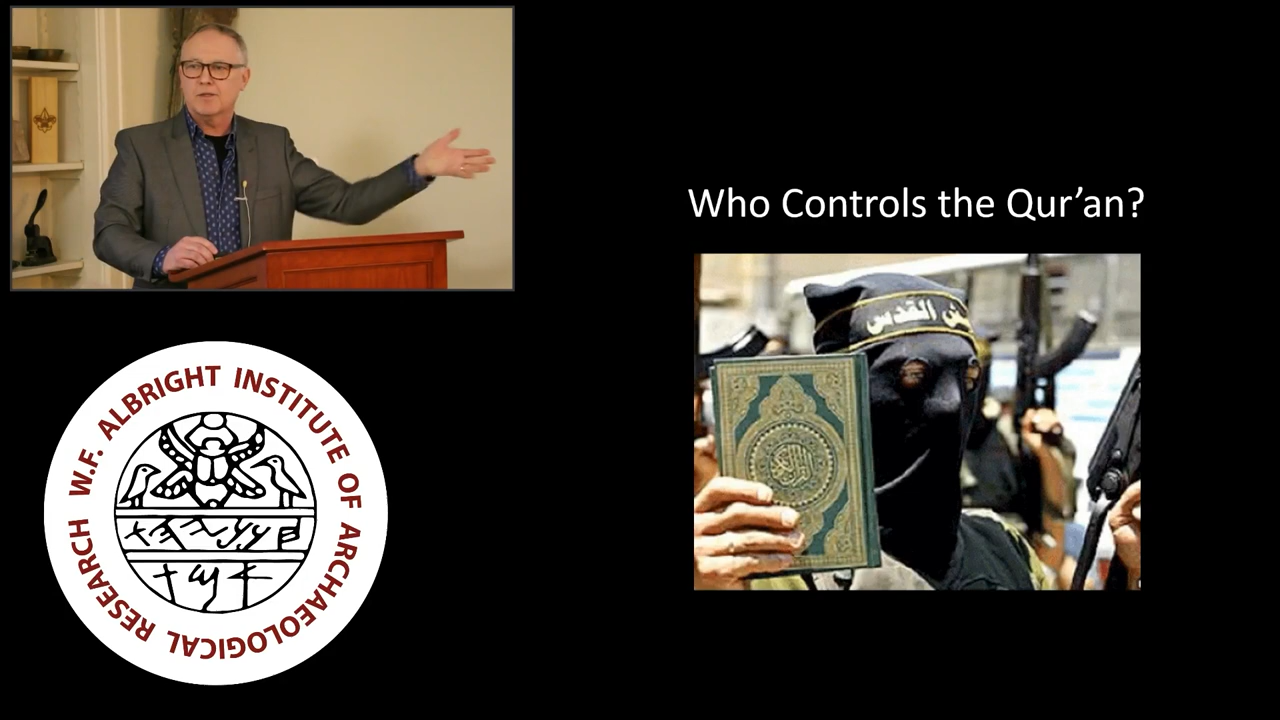 Who Controls the Qur’an?
القدس
W.F. ALBRIGHT INSTITUTE OF ARCHAEOLOGICAL RESEARCH